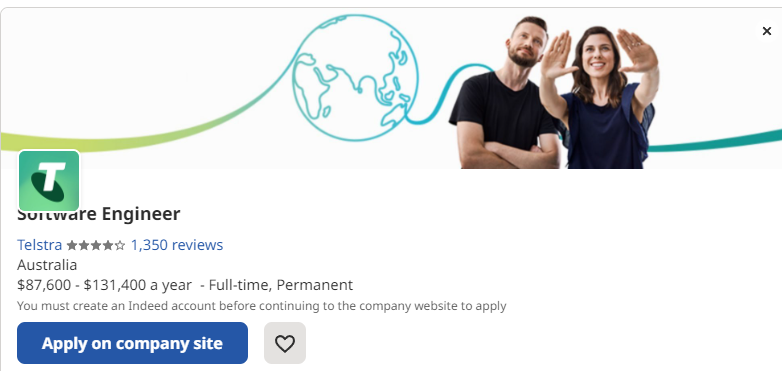 T
Software Engineer
Telstra ★★★★☆ 1,350 reviews
Australia
$87,600 - $131,400 a year - Full-time, Permanent
You must create an Indeed account before continuing to the company website to apply
Apply on company site